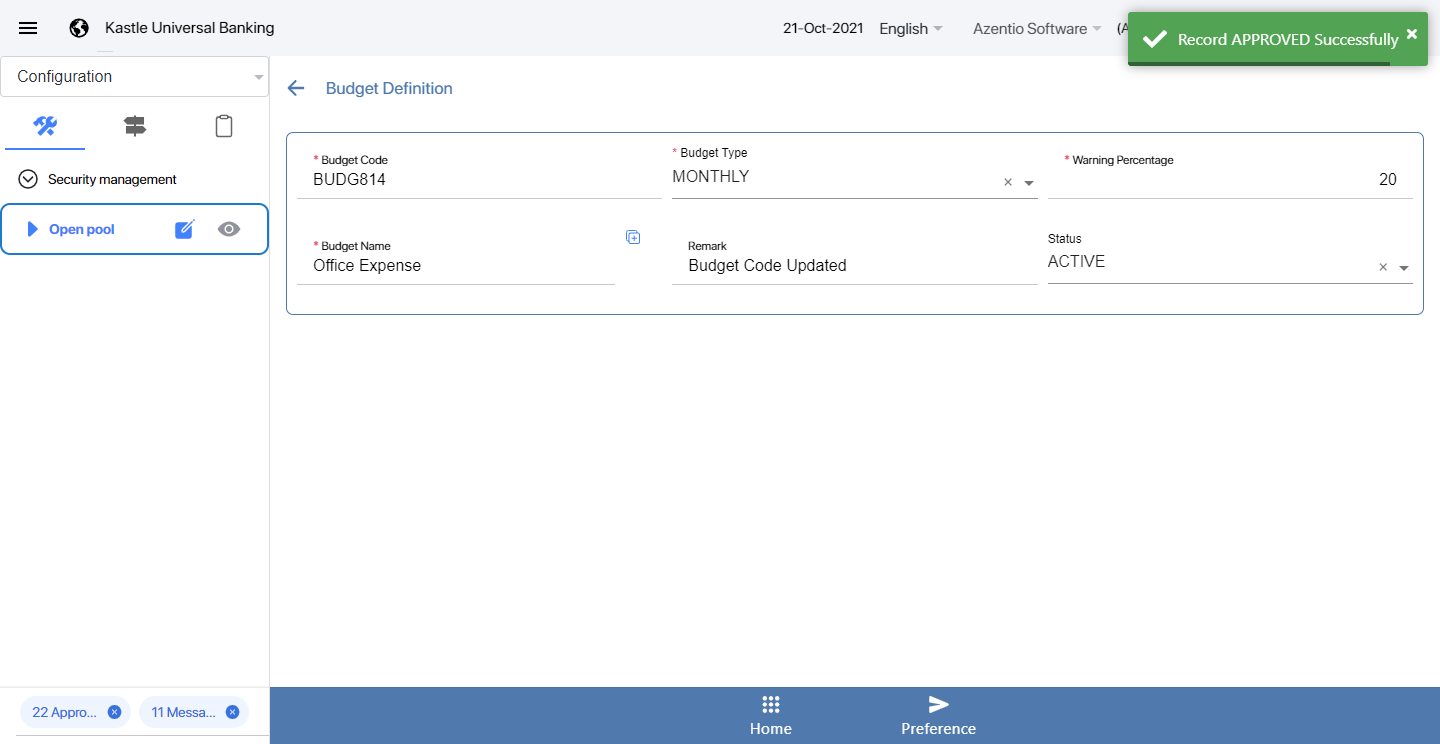 Kastle Universal Banking
21-Oct-2021
English
Azentio Software
(A
Record APPROVED Successfully
Configuration
Budget Definition
Security management
Open pool
* Budget Code
BUDG814
* Budget Type
MONTHLY
* Warning Percentage
20
* Budget Name
Office Expense
Remark
Budget Code Updated
Status
ACTIVE
22 Appro...
11 Messa...
Home
Preference